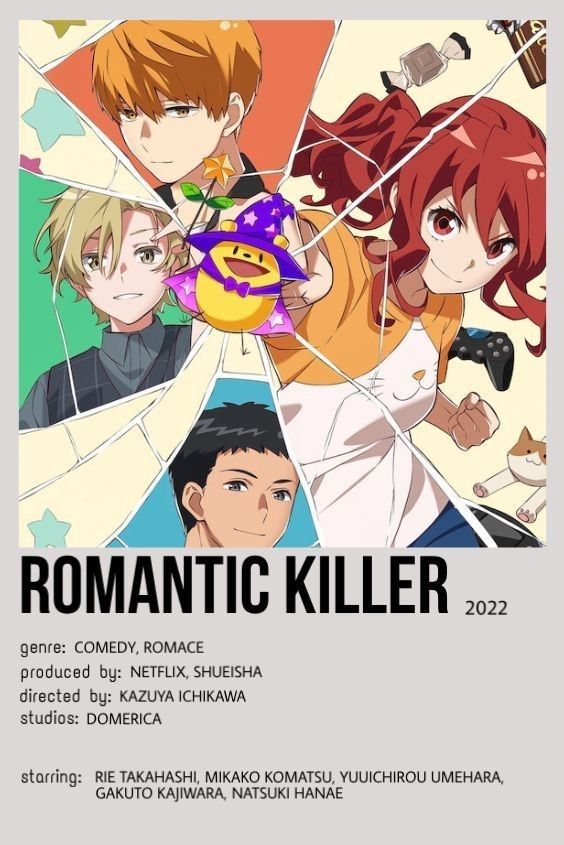 ROMANTIC KILLER 2022
genre: COMEDY, ROMACE
produced by: NETFLIX, SHUEISHA
directed by: KAZUYA ICHIKAWA
studios: DOMERICA
starring: RIE TAKAHASHI, MIKAKO KOMATSU, YUUICHIROU UMEHARA,
GAKUTO KAJIWARA, NATSUKI HANAE